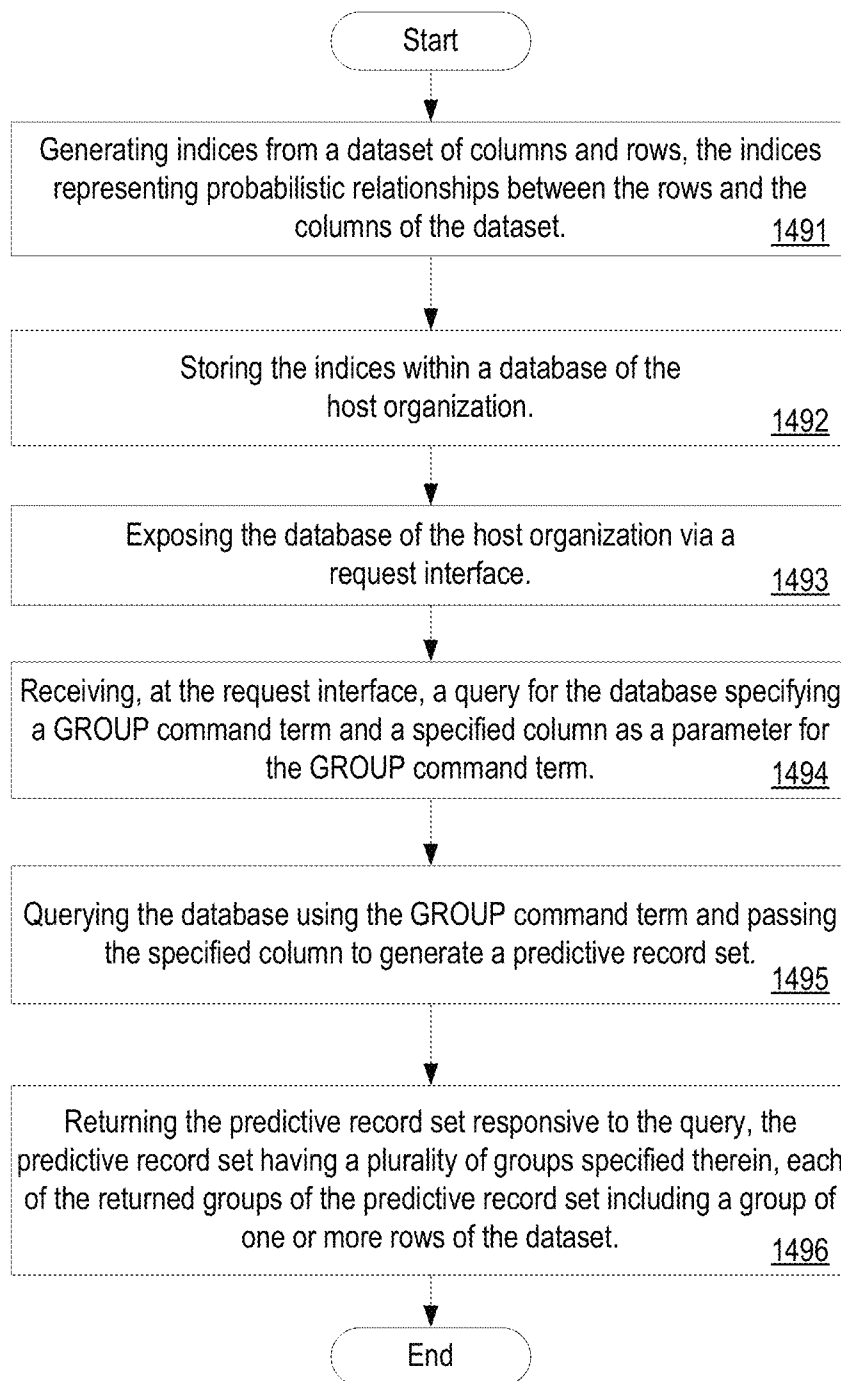 Start
Generating indices from a dataset of columns and rows, the indices
representing probabilistic relationships between the rows and the
columns of the dataset.
1491
Storing the indices within a database of the
host organization.
1492
Exposing the database of the host organization via a
request interface.
1493
Receiving, at the request interface, a query for the database specifying
a GROUP command term and a specified column as a parameter for
the GROUP command term.
1494
Querying the database using the GROUP command term and passing
the specified column to generate a predictive record set.
1495
Returning the predictive record set responsive to the query, the
predictive record set having a plurality of groups specified therein, each
of the returned groups of the predictive record set including a group of
one or more rows of the dataset.
1496
End